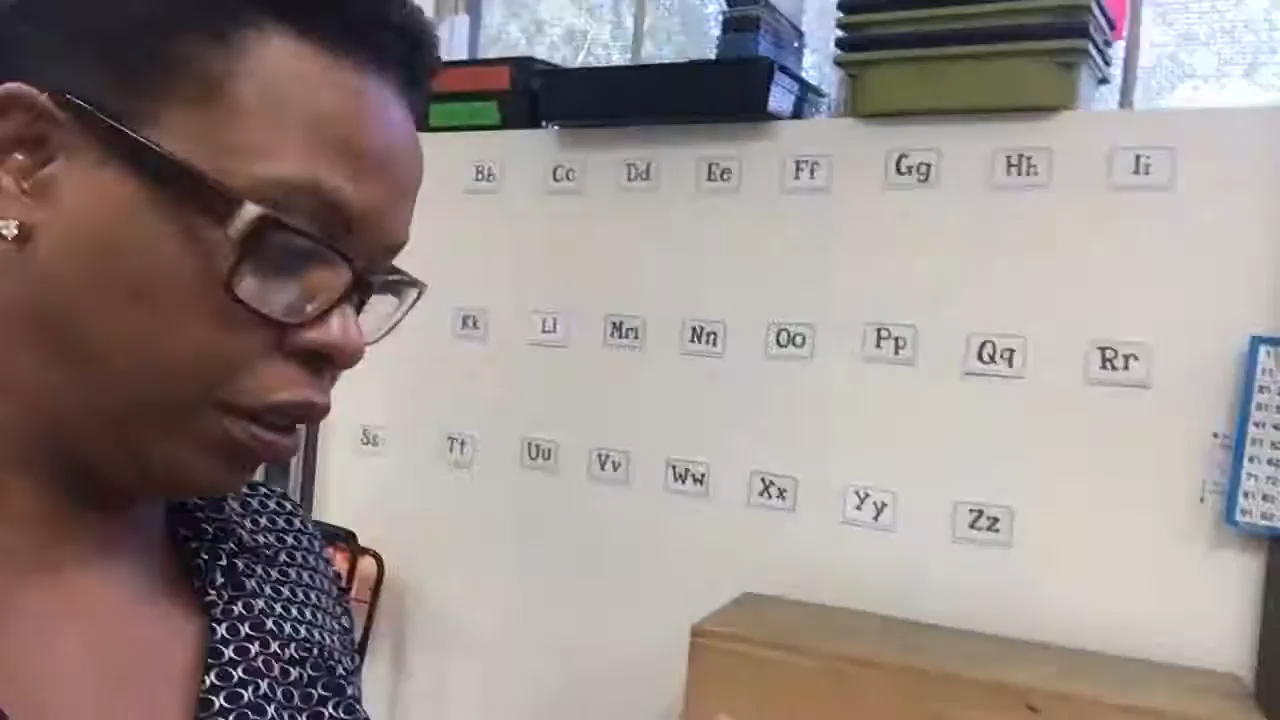 Bb Cc Dd Ee Ff Gg Hh Ii
Kk Ll Mm Nn Oo Pp Qq Rr
Ss Tt Uu Vv Ww Xx Yy Zz